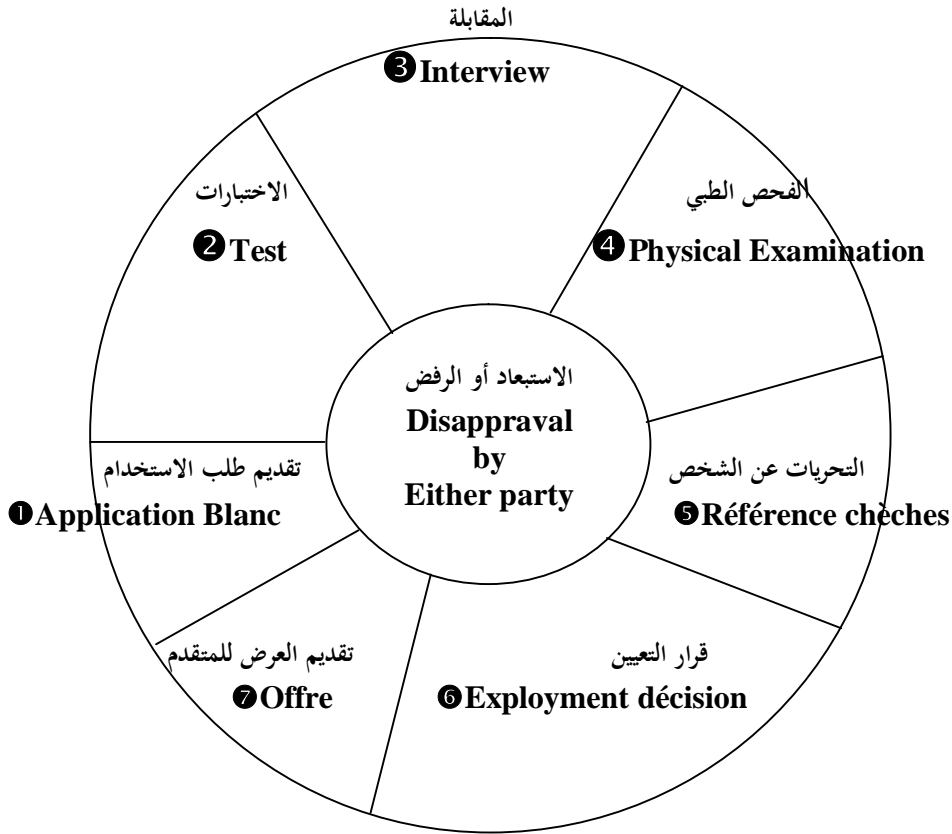 المقابلة
❸Interview
الاختبارات
❷Test
الفحص الطبي
❹Physical Examination
الاستبعاد أو الرفض
Disappraval
by
Either party
تقديم طلب الاستخدام
❶Application Blanc
التحريات عن الشخص
❺Référence chèches
تقديم العرض للمتقدم
❼Offre
قرار التعيين
❻Exployment décision